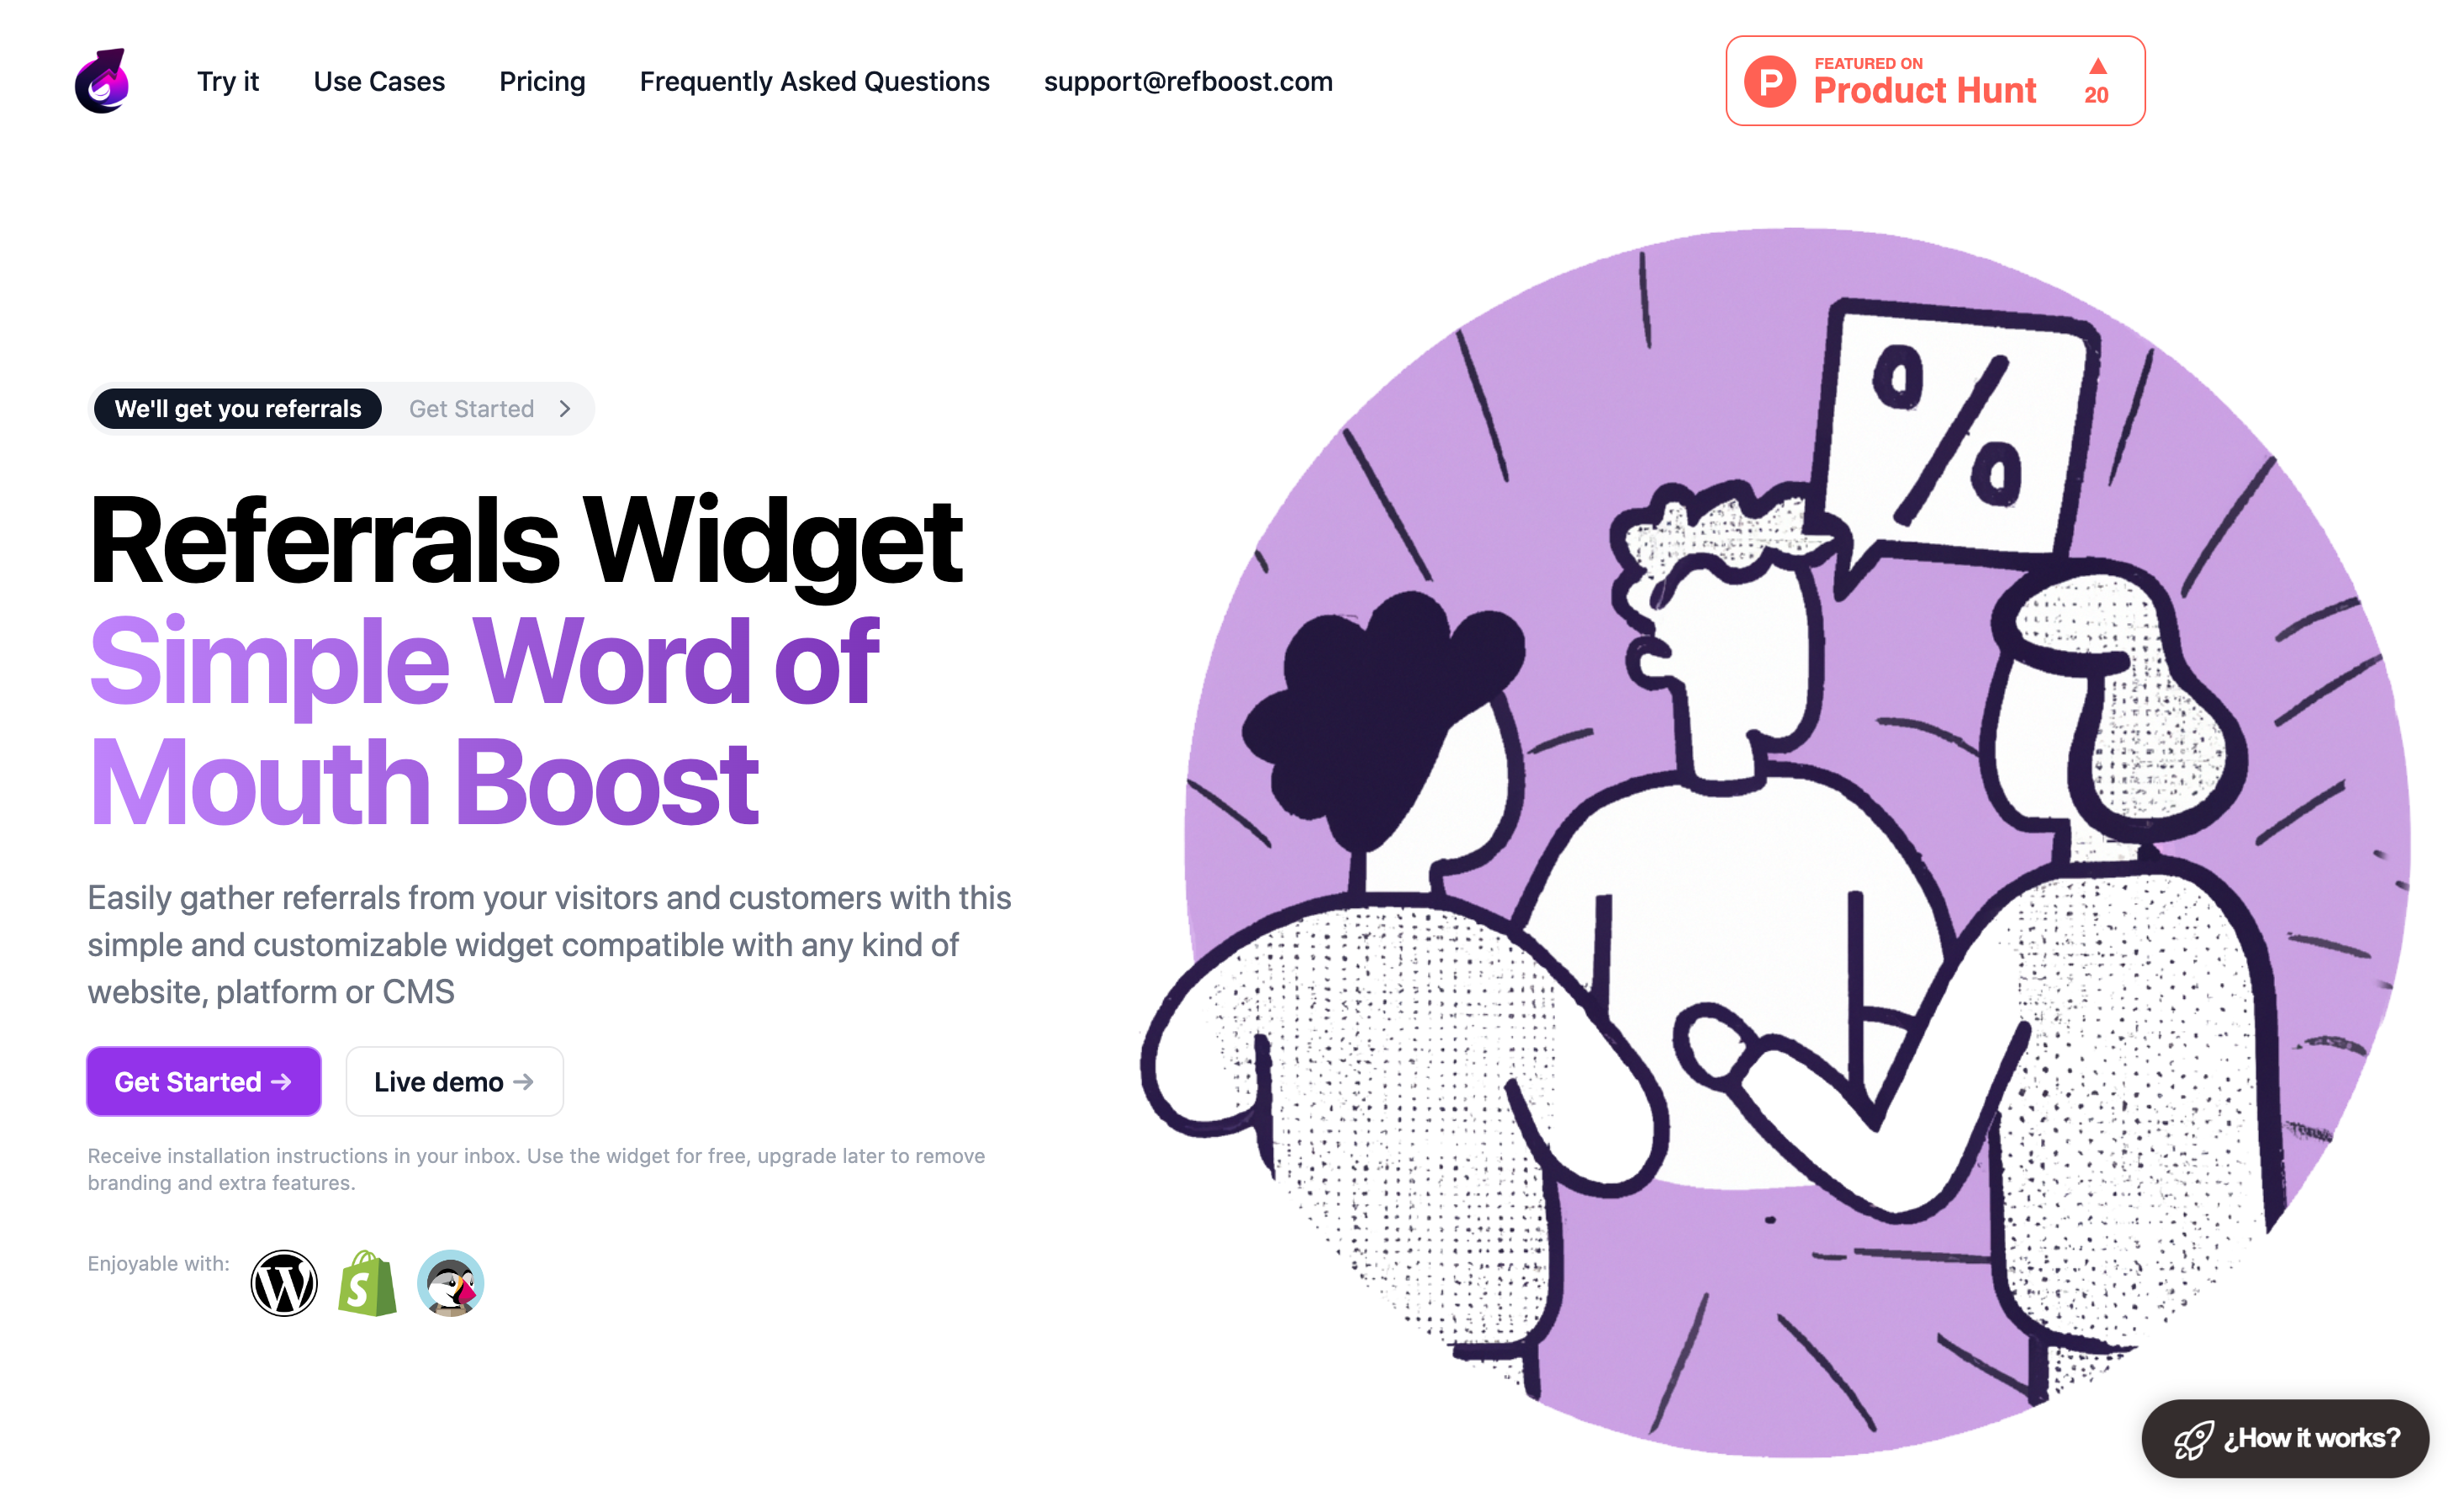 Try it
Use Cases
Pricing
Frequently Asked Questions
support@refboost.com
FEATURED ON
Product Hunt
20
We'll get you referrals
Get Started
Referrals Widget
Simple Word of
Mouth Boost
Easily gather referrals from your visitors and customers with this
simple and customizable widget compatible with any kind of
website, platform or CMS
Get Started →
Live demo →
Receive installation instructions in your inbox. Use the widget for free, upgrade later to remove
branding and extra features.
Enjoyable with:
%
¿How it works?